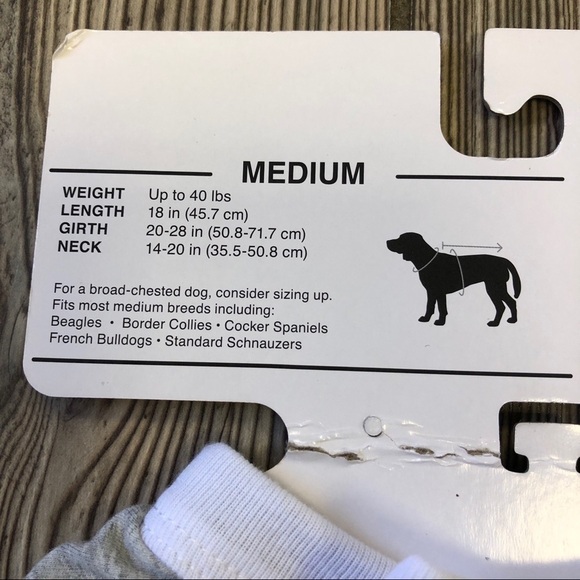 MEDIUM
WEIGHT Up to 40 lbs
LENGTH 18 in (45.7 cm)
GIRTH 20-28 in (50.8-71.7 cm)
NECK 14-20 in (35.5-50.8 cm)
For a broad-chested dog, consider sizing up.
Fits most medium breeds including:
Beagles • Border Collies • Cocker Spaniels
French Bulldogs • Standard Schnauzers